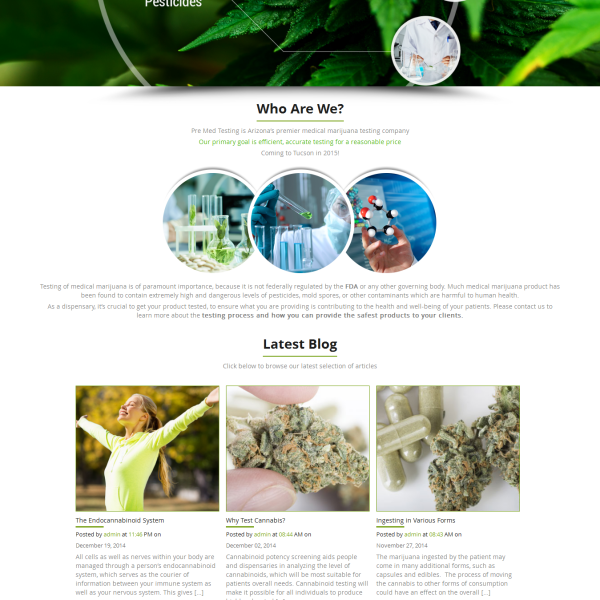 Pesticides
Who Are We?
Pre Med Testing is Arizona's premier medical marijuana testing company
Our primary goal is efficient, accurate testing for a reasonable price
Coming to Tucson in 2015!
Testing of medical marijuana is of paramount importance, because it is not federally regulated by the FDA or any other governing body. Much medical marijuana product has
been found to contain extremely high and dangerous levels of pesticides, mold spores, or other contaminants which are harmful to human health.
As a dispensary, it's crucial to get your product tested, to ensure what you are providing is contributing to the health and well-being of your patients. Please contact us to
learn more about the testing process and how you can provide the safest products to your clients.
Latest Blog
Click below to browse our latest selection of articles
The Endocannabinoid System
Posted by admin at 11:48 PM on
December 19, 2014
All cells as well as nerves within your body are
managed through a person's endocannabinoid
system, which serves as the courier of
information between your immune system as
well as your nervous system. This gives [...]
Why Test Cannabis?
Posted by admin at 08:44 AM on
December 02, 2014
Cannabinoid potency screening aids people
and dispensaries in analyzing the level of
cannabinoids, which will be most suitable for
patients overall needs. Cannabinoid testing will
make it possible for all individuals to produce
Ingesting in Various Forms
Posted by admin at 08:43 AM on
November 27, 2014
The marijuana ingested by the patient may
come in many additional forms, such as
capsules and edibles. The process of moving
the cannabis to other forms of consumption
could have an effect on the overall [...]